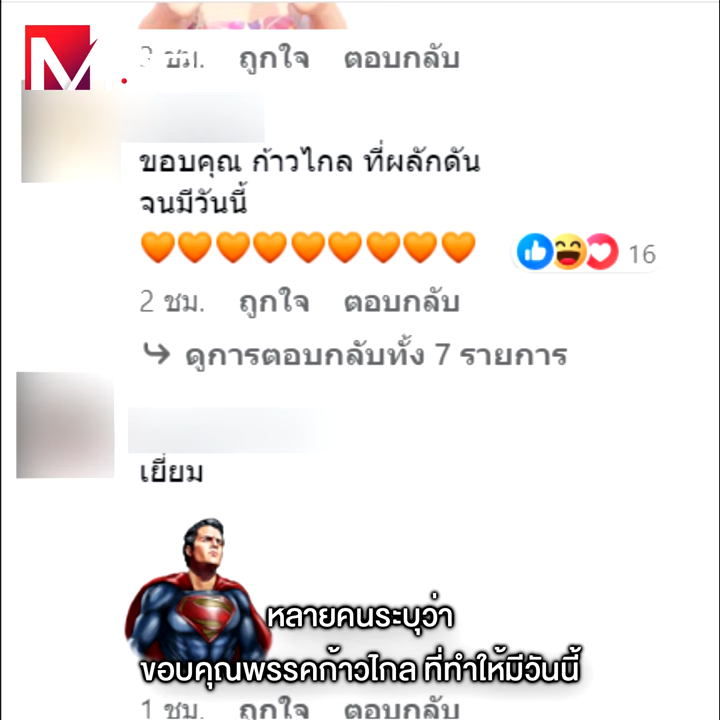 3 ชม. ถูกใจ ตอบกลับ
M.
ขอบคุณ ก้าวไกล ที่ผลักดัน
จนมีวันนี้
🧡🧡🧡🧡🧡🧡🧡🧡🧡 16
2 ชม. ถูกใจ ตอบกลับ
ดูการตอบกลับทั้ง 7 รายการ
เยี่ยม
หลายคนระบุว่า
ขอบคุณพรรคก้าวไกล ที่ทำให้มีวันนี้
1 ชม. ถูกใจ ตอบกลับ